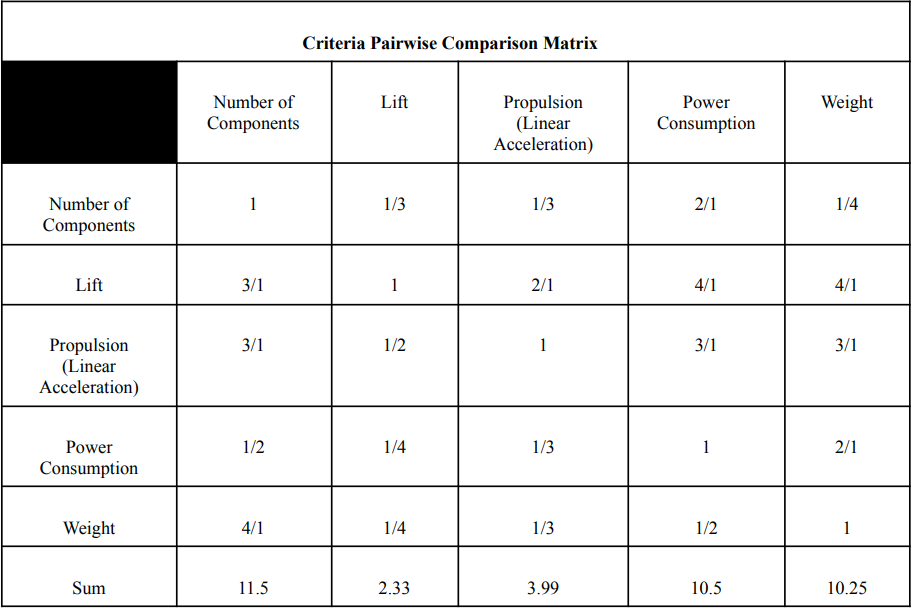 Criteria Pairwise Comparison Matrix
Number of
Components
Lift
Propulsion
(Linear
Acceleration)
Power
Consumption
Weight
Number of
Components
1
1/3
1/3
2/1
1/4
Lift
3/1
1
2/1
4/1
4/1
Propulsion
(Linear
Acceleration)
3/1
1/2
1
3/1
3/1
Power
Consumption
1/2
1/4
1/3
1
2/1
Weight
4/1
1/4
1/3
1/2
1
Sum
11.5
2.33
3.99
10.5
10.25